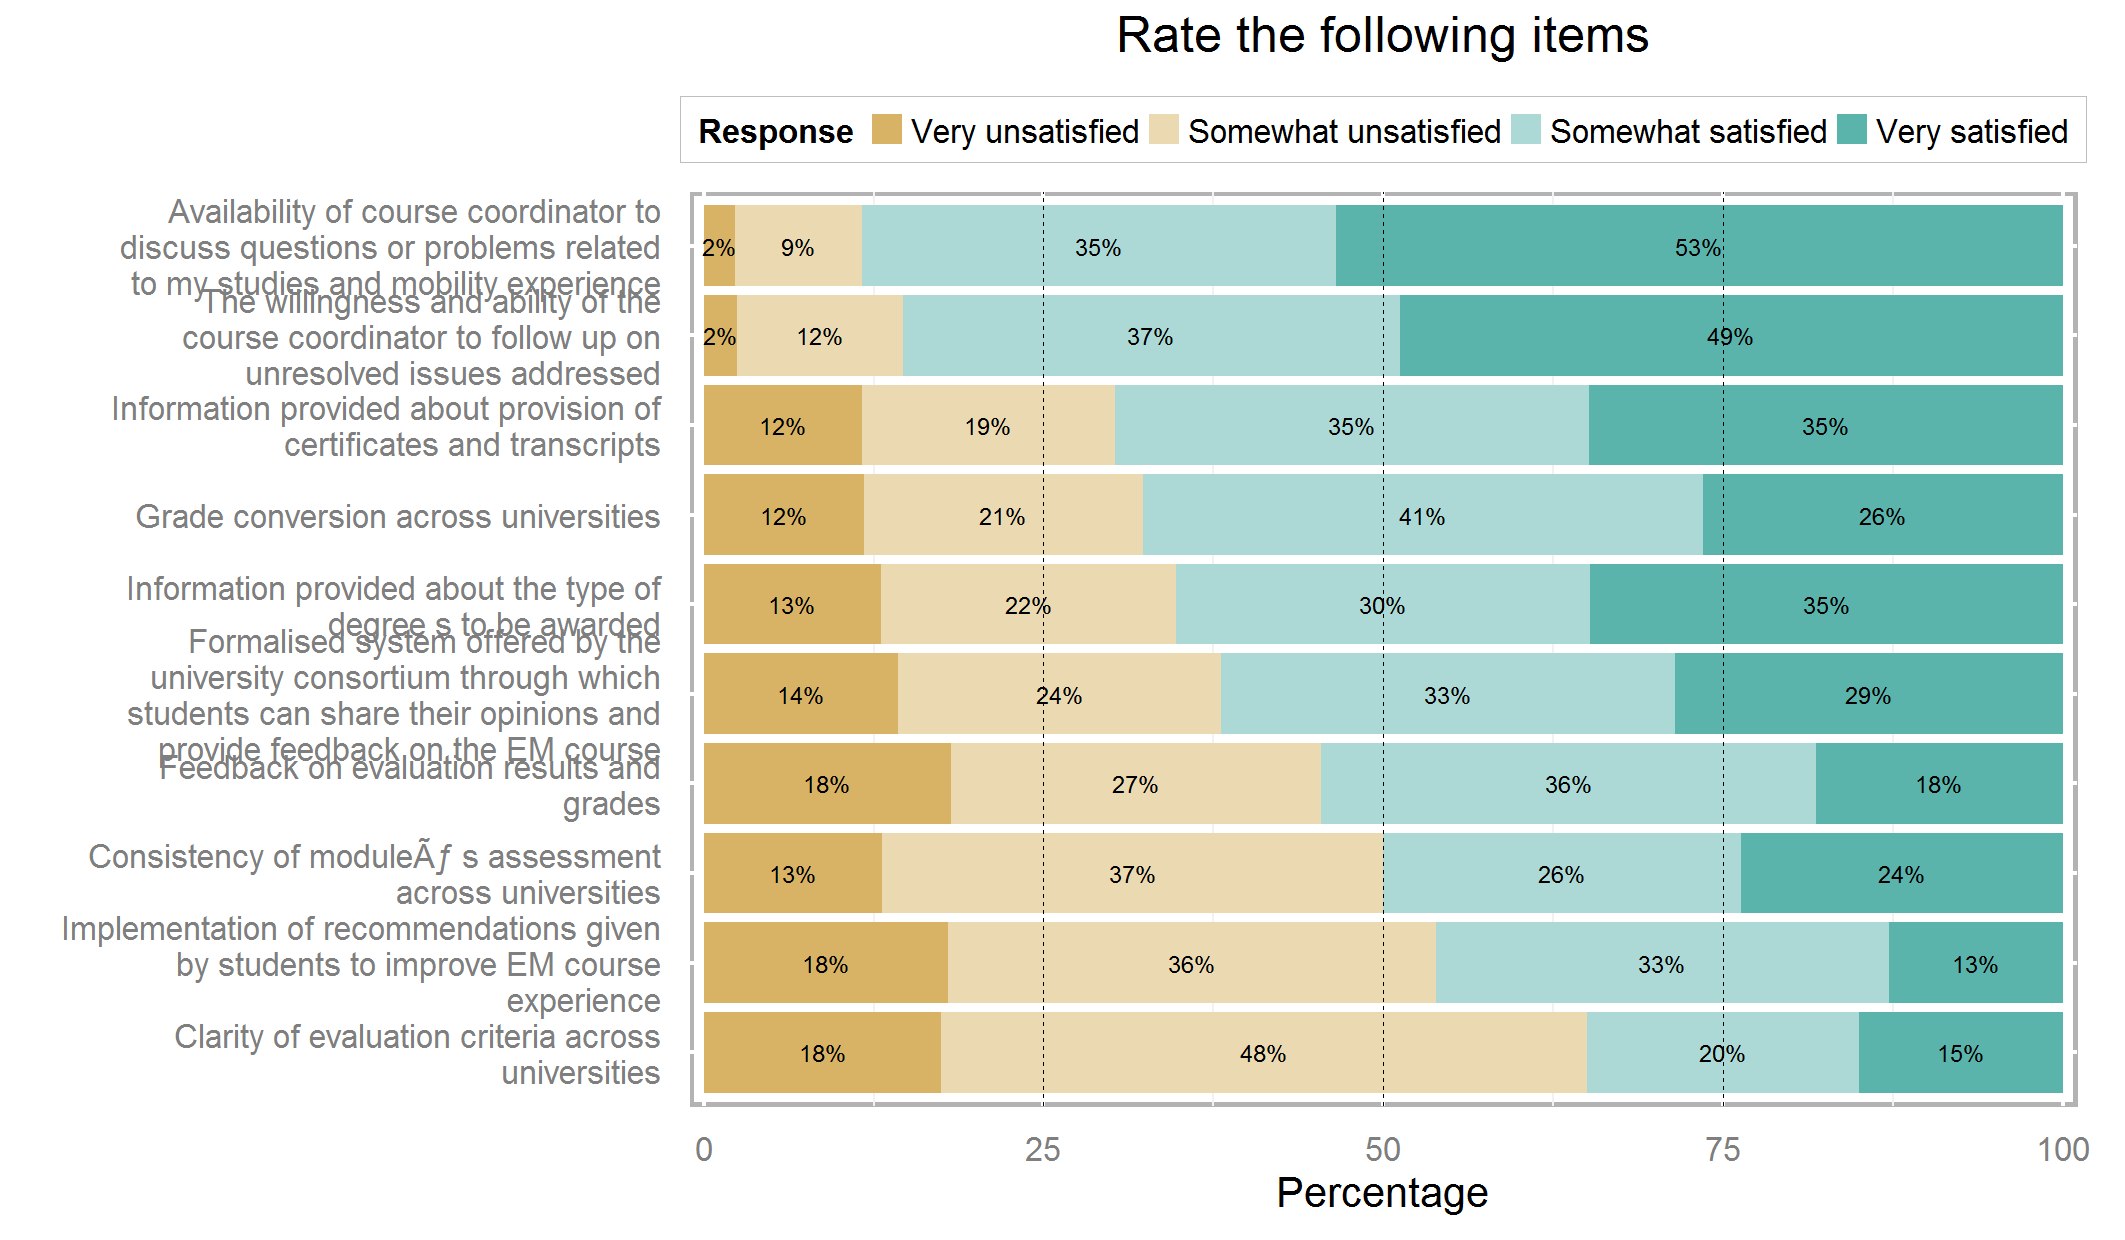 Rate the following items
Response Very unsatisfied Somewhat unsatisfied Somewhat satisfied Very satisfied
Availability of course coordinator to
discuss questions or problems related
to my studies and mobility experience
2% 9% 35% 53%
The willingness and ability of the
course coordinator to follow up on
unresolved issues addressed
2% 12% 37% 49%
Information provided about provision of
certificates and transcripts
12% 19% 35% 35%
Grade conversion across universities
12% 21% 41% 26%
Information provided about the type of
degree s to be awarded
13% 22% 30% 35%
Formalised system offered by the
university consortium through which
students can share their opinions and
provide feedback on the EM course
14% 24% 33% 29%
Feedback on evaluation results and
grades
18% 27% 36% 18%
Consistency of moduleÃƒ s assessment
across universities
13% 37% 26% 24%
Implementation of recommendations given
by students to improve EM course
experience
18% 36% 33% 13%
Clarity of evaluation criteria across
universities
18% 48% 20% 15%
0 25 50 75 100
Percentage